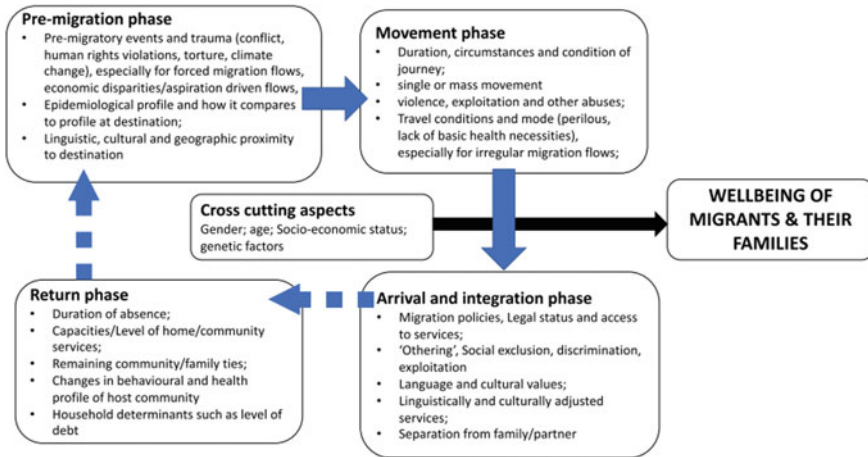 Pre-migration phase
• Pre-migratory events and trauma (conflict,
human rights violations, torture, climate
change), especially for forced migration flows,
economic disparities/aspiration driven flows,
• Epidemiological profile and how it compares
to profile at destination;
• Linguistic, cultural and geographic proximity
to destination
Movement phase
• Duration, circumstances and condition of
journey;
• single or mass movement
• violence, exploitation and other abuses;
• Travel conditions and mode (perilous,
lack of basic health necessities),
especially for irregular migration flows;
Cross cutting aspects
Gender; age; Socio-economic status;
genetic factors
WELLBEING OF
MIGRANTS & THEIR
FAMILIES
Return phase
• Duration of absence;
• Capacities/Level of home/community
services;
• Remaining community/family ties;
• Changes in behavioural and health
profile of host community
• Household determinants such as level of
debt
Arrival and integration phase
• Migration policies, Legal status and access
to services;
• ‘Othering’, Social exclusion, discrimination,
exploitation
• Language and cultural values;
• Linguistically and culturally adjusted
services;
• Separation from family/partner